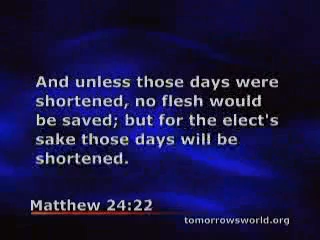 And unless those days were
shortened, no flesh would
be saved; but for the elect's
sake those days will be
shortened.
Matthew 24:22
tomorrowsworld.org